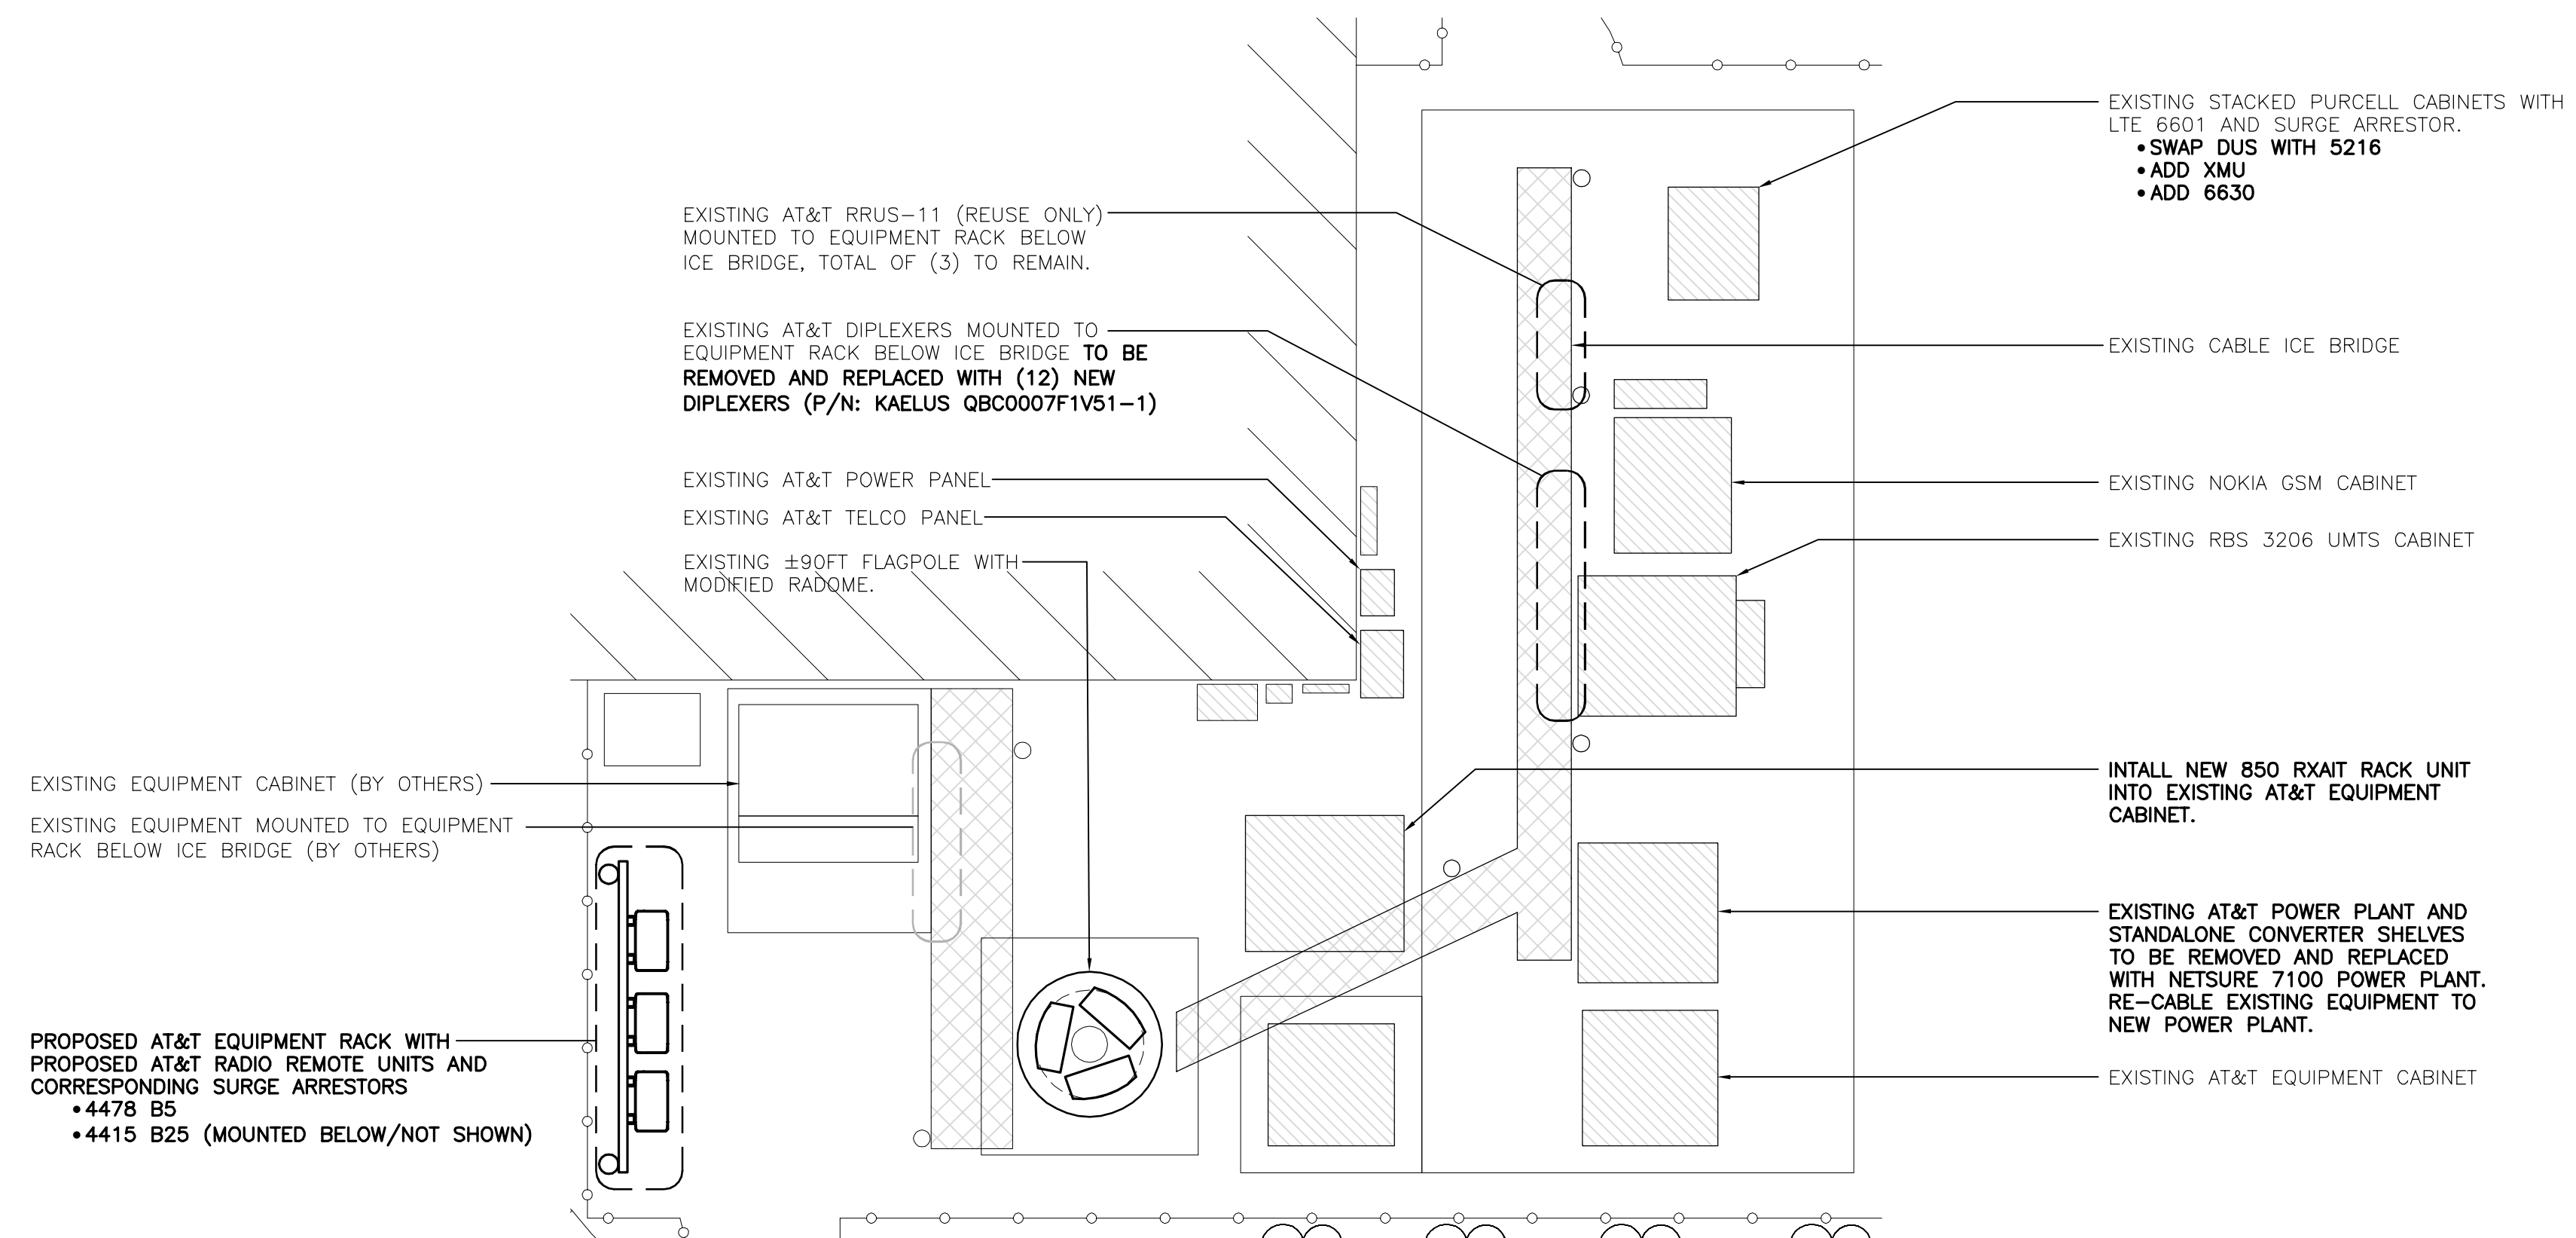 EXISTING STACKED PURCELL CABINETS WITH
LTE 6601 AND SURGE ARRESTOR.
•SWAP DUS WITH 5216
•ADD XMU
•ADD 6630
EXISTING AT&T RRUS-11 (REUSE ONLY)
MOUNTED TO EQUIPMENT RACK BELOW
ICE BRIDGE, TOTAL OF (3) TO REMAIN.
EXISTING AT&T DIPLEXERS MOUNTED TO
EQUIPMENT RACK BELOW ICE BRIDGE TO BE
REMOVED AND REPLACED WITH (12) NEW
DIPLEXERS (P/N: KAELUS QBC0007F1V51-1)
EXISTING CABLE ICE BRIDGE
EXISTING AT&T POWER PANEL
EXISTING NOKIA GSM CABINET
EXISTING AT&T TELCO PANEL
EXISTING RBS 3206 UMTS CABINET
EXISTING ±90FT FLAGPOLE WITH
MODIFIED RADOME.
EXISTING EQUIPMENT CABINET (BY OTHERS)
EXISTING EQUIPMENT MOUNTED TO EQUIPMENT
RACK BELOW ICE BRIDGE (BY OTHERS)
INTALL NEW 850 RXAIT RACK UNIT
INTO EXISTING AT&T EQUIPMENT
CABINET.
EXISTING AT&T POWER PLANT AND
STANDALONE CONVERTER SHELVES
TO BE REMOVED AND REPLACED
WITH NETSURE 7100 POWER PLANT.
RE-CABLE EXISTING EQUIPMENT TO
NEW POWER PLANT.
PROPOSED AT&T EQUIPMENT RACK WITH
PROPOSED AT&T RADIO REMOTE UNITS AND
CORRESPONDING SURGE ARRESTORS
•4478 B5
•4415 B25 (MOUNTED BELOW/NOT SHOWN)
EXISTING AT&T EQUIPMENT CABINET